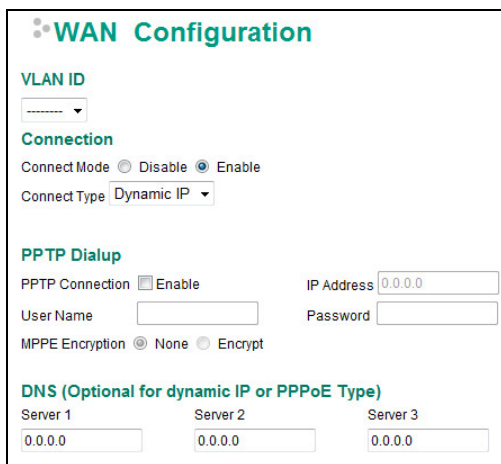 WAN Configuration
VLAN ID
--------
Connection
Connect Mode Disable Enable
Connect Type Dynamic IP
PPTP Dialup
PPTP Connection Enable IP Address 0.0.0.0
User Name Password
MPPE Encryption None Encrypt
DNS (Optional for dynamic IP or PPPoE Type)
Server 1 Server 2 Server 3
0.0.0.0 0.0.0.0 0.0.0.0